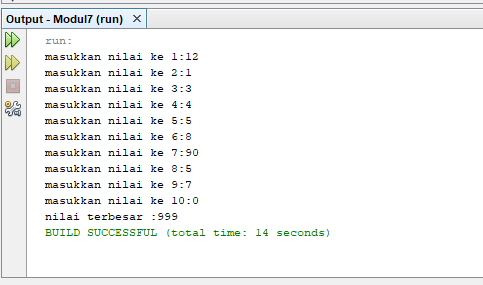 Output - Modul7 (run) ×
run:
masukkan nilai ke 1:12
masukkan nilai ke 2:1
masukkan nilai ke 3:3
masukkan nilai ke 4:4
masukkan nilai ke 5:5
masukkan nilai ke 6:8
masukkan nilai ke 7:90
masukkan nilai ke 8:5
masukkan nilai ke 9:7
masukkan nilai ke 10:0
nilai terbesar :999
BUILD SUCCESSFUL (total time: 14 seconds)